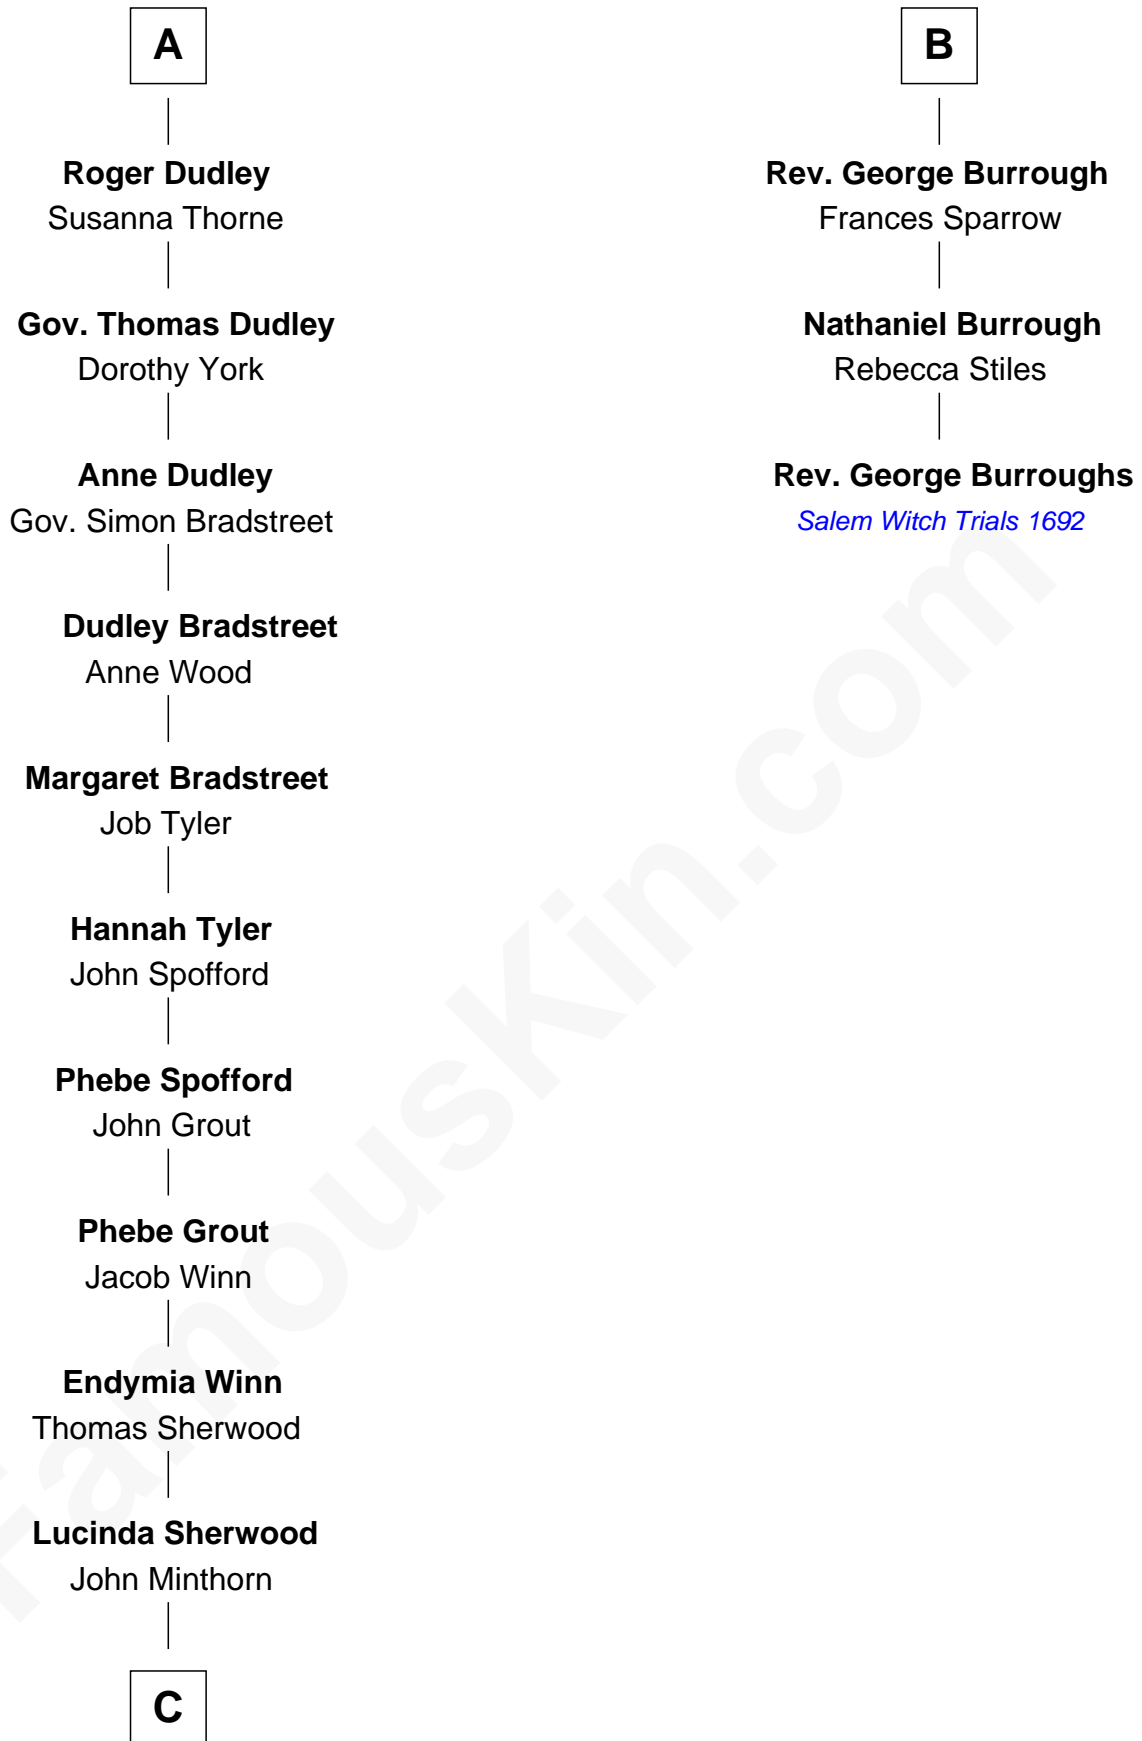 A
Roger Dudley
Susanna Thorne
Gov. Thomas Dudley
Dorothy York
Anne Dudley
Gov. Simon Bradstreet
Dudley Bradstreet
Anne Wood
Margaret Bradstreet
Job Tyler
Hannah Tyler
John Spofford
Phebe Spofford
John Grout
Phebe Grout
Jacob Winn
Endymia Winn
Thomas Sherwood
Lucinda Sherwood
John Minthorn
C
B
Rev. George Burrough
Frances Sparrow
Nathaniel Burrough
Rebecca Stiles
Rev. George Burroughs
Salem Witch Trials 1692
FamousKin.com